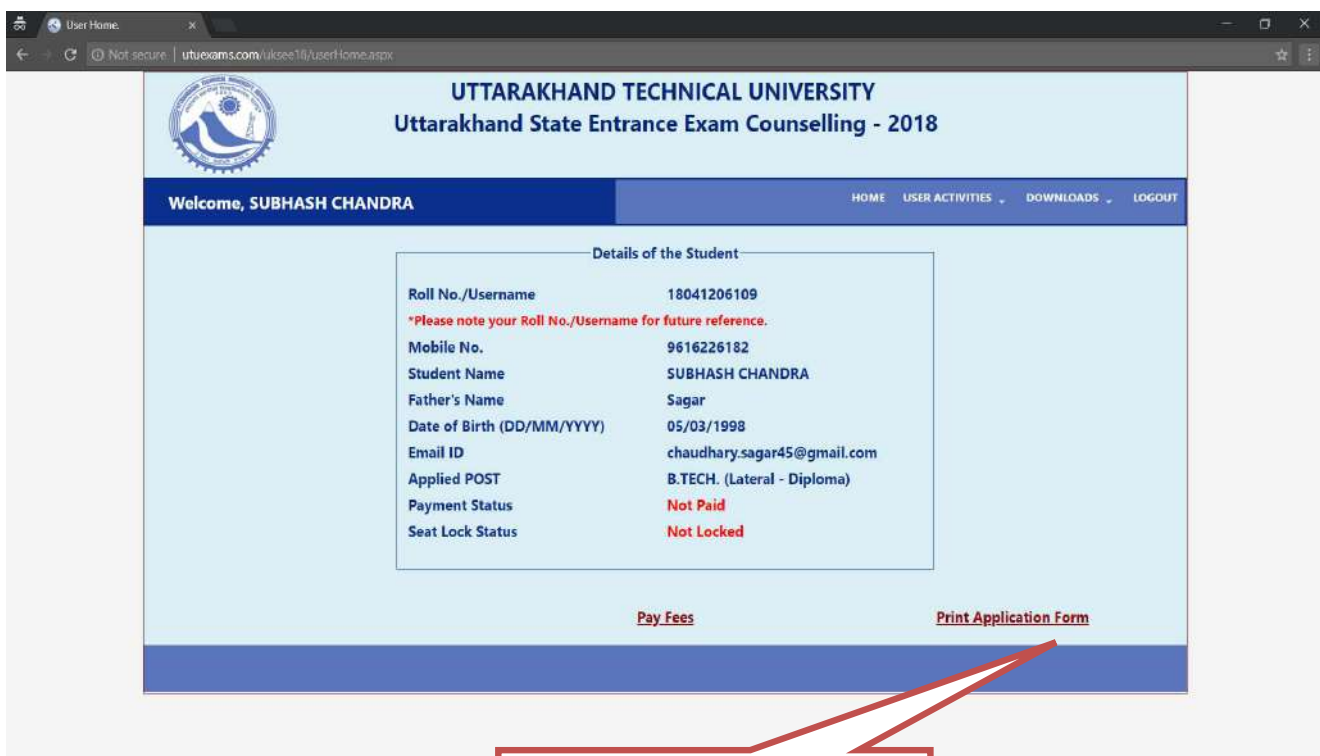 User Home.
Not secure | utuexams.com/uksee18/userHome.aspx
UTTARAKHAND TECHNICAL UNIVERSITY
Uttarakhand State Entrance Exam Counselling - 2018
Welcome, SUBHASH CHANDRA
HOME USER ACTIVITIES DOWNLOADS LOGOUT
Details of the Student
Roll No./Username 18041206109
*Please note your Roll No./Username for future reference.
Mobile No. 9616226182
Student Name SUBHASH CHANDRA
Father's Name Sagar
Date of Birth (DD/MM/YYYY) 05/03/1998
Email ID chaudhary.sagar45@gmail.com
Applied POST B.TECH. (Lateral - Diploma)
Payment Status Not Paid
Seat Lock Status Not Locked
Pay Fees Print Application Form